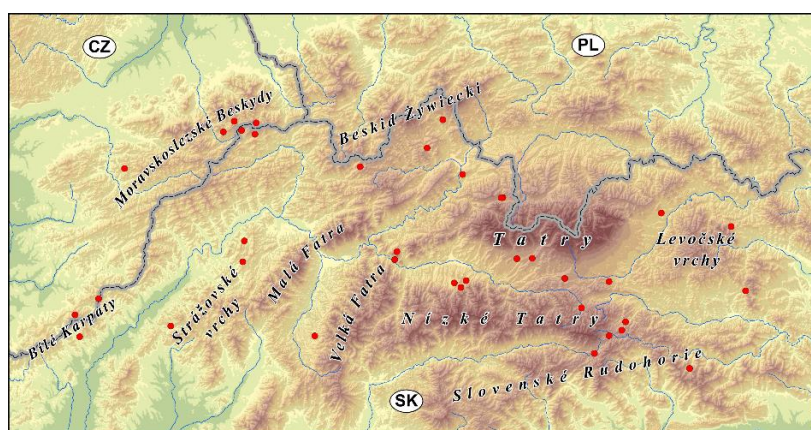 CZ
PL
Moravskoslezské Beskydy
Beskid Żywiecki
Tatry
Levočské
vrchy
Malá Fatra
Strážovské
vrchy
Velká Fatra
Bílé Karpaty
Nízké Tatry
Slovenské Rudohorie
SK